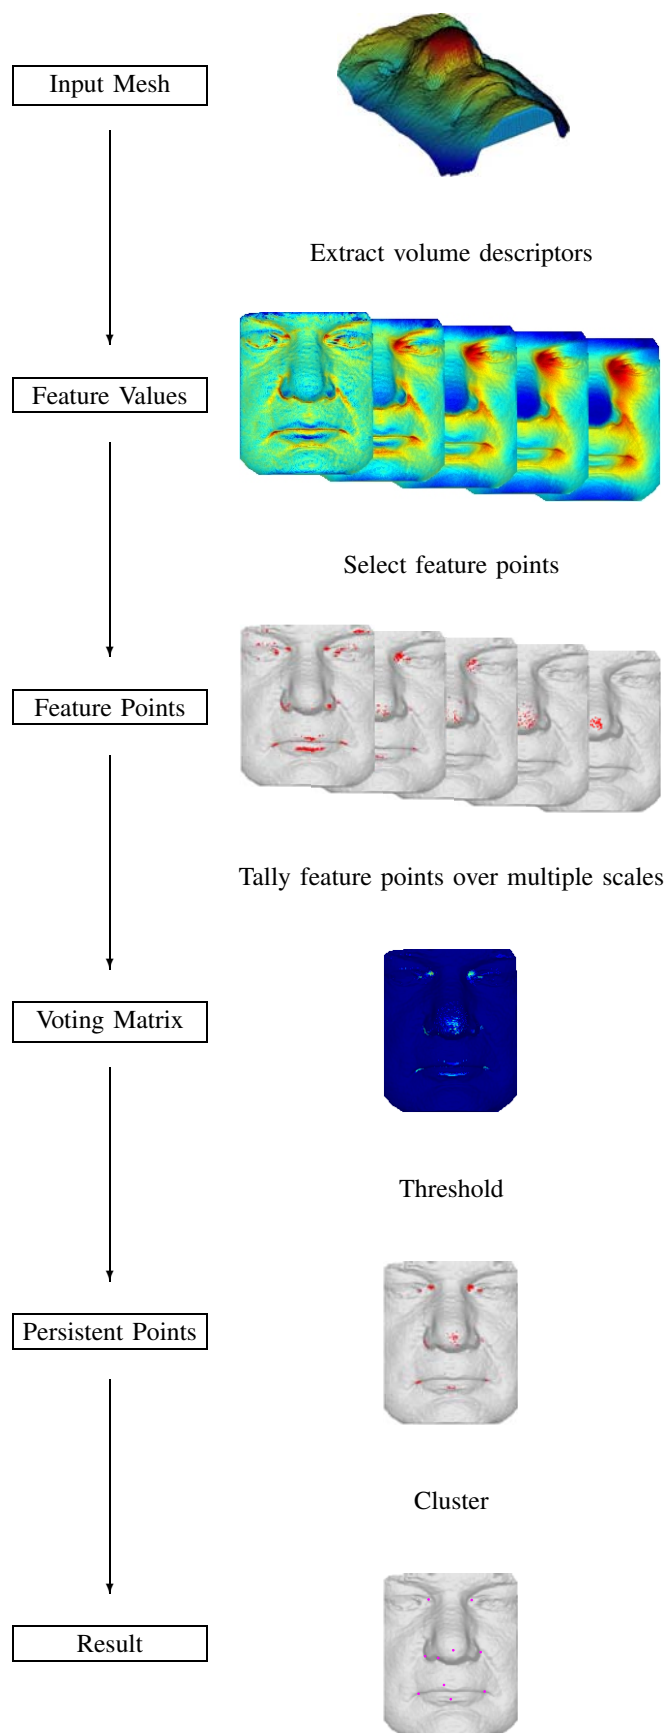 Input Mesh
Extract volume descriptors
Feature Values
Select feature points
Feature Points
Tally feature points over multiple scales
Voting Matrix
Threshold
Persistent Points
Cluster
Result